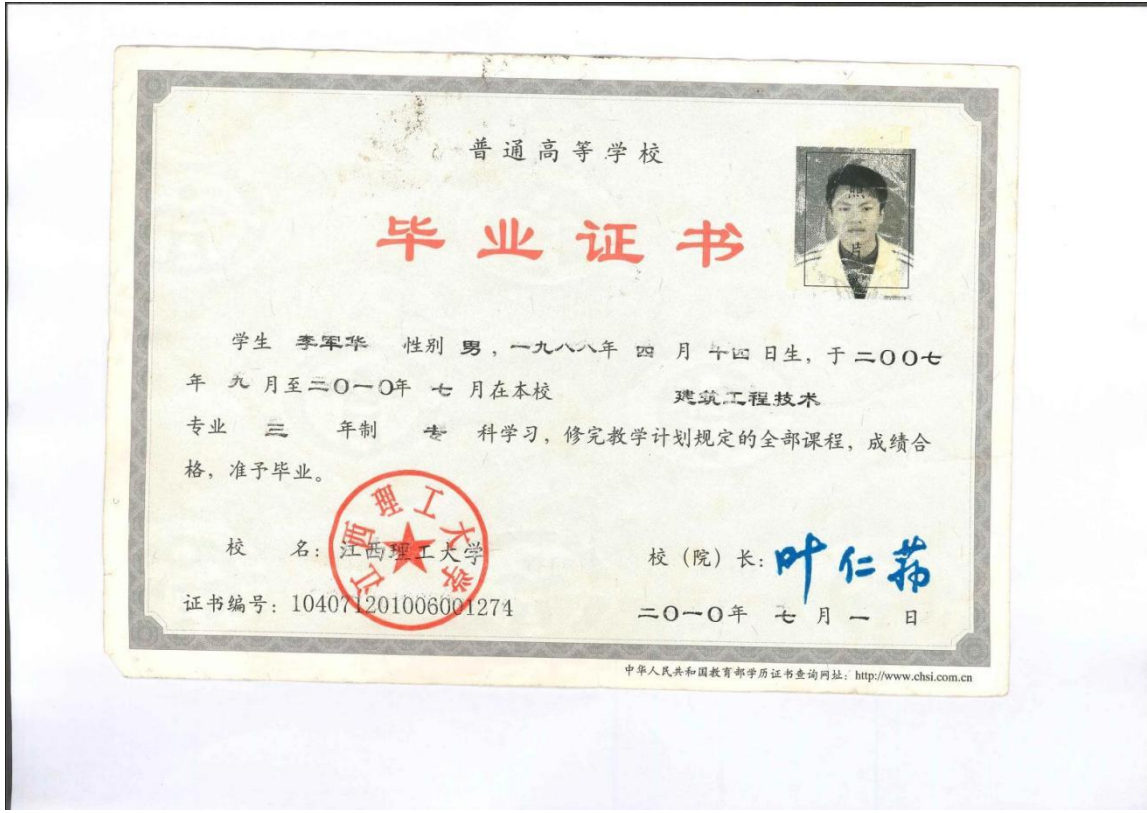 普通高等学校
毕业证书
照
片
学生 李军华 性别 男，一九八八年 四 月 十四 日生，于 二〇〇七
年 九 月至二〇一〇年 七 月在本校 建筑工程技术
专业 三 年制 专 科学习，修完教学计划规定的全部课程，成绩合
格，准予毕业。
江西理工大学
校 名：江西理工大学
校（院）长：叶仁荪
证书编号：104071201006001274
二〇一〇年 七 月 一 日
中华人民共和国教育部学历证书查询网址：http://www.chsi.com.cn